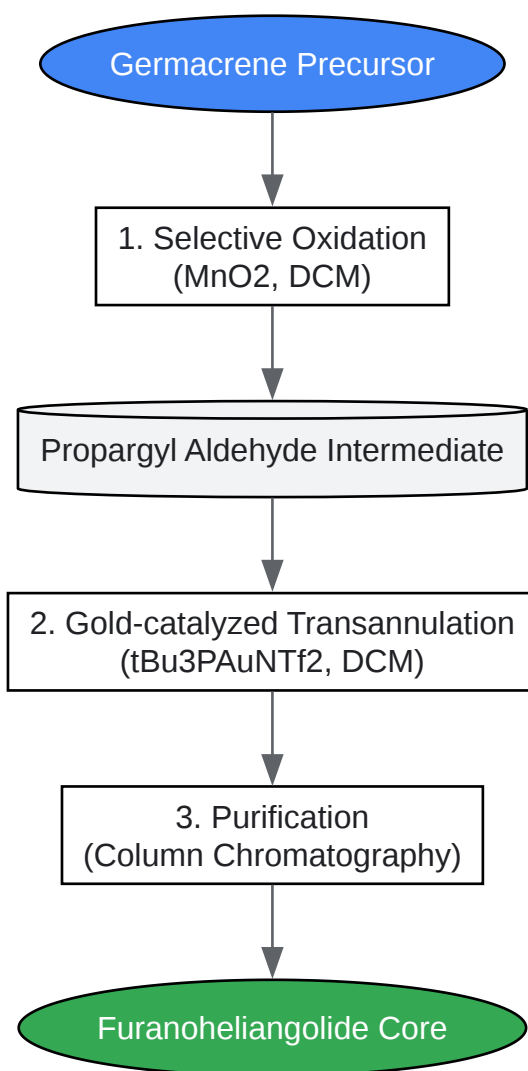 Germacrene Precursor
1. Selective Oxidation
(MnO2, DCM)
Propargyl Aldehyde Intermediate
2. Gold-catalyzed Transannulation
(tBu3PAuNTf2, DCM)
3. Purification
(Column Chromatography)
Furanoheliangolide Core